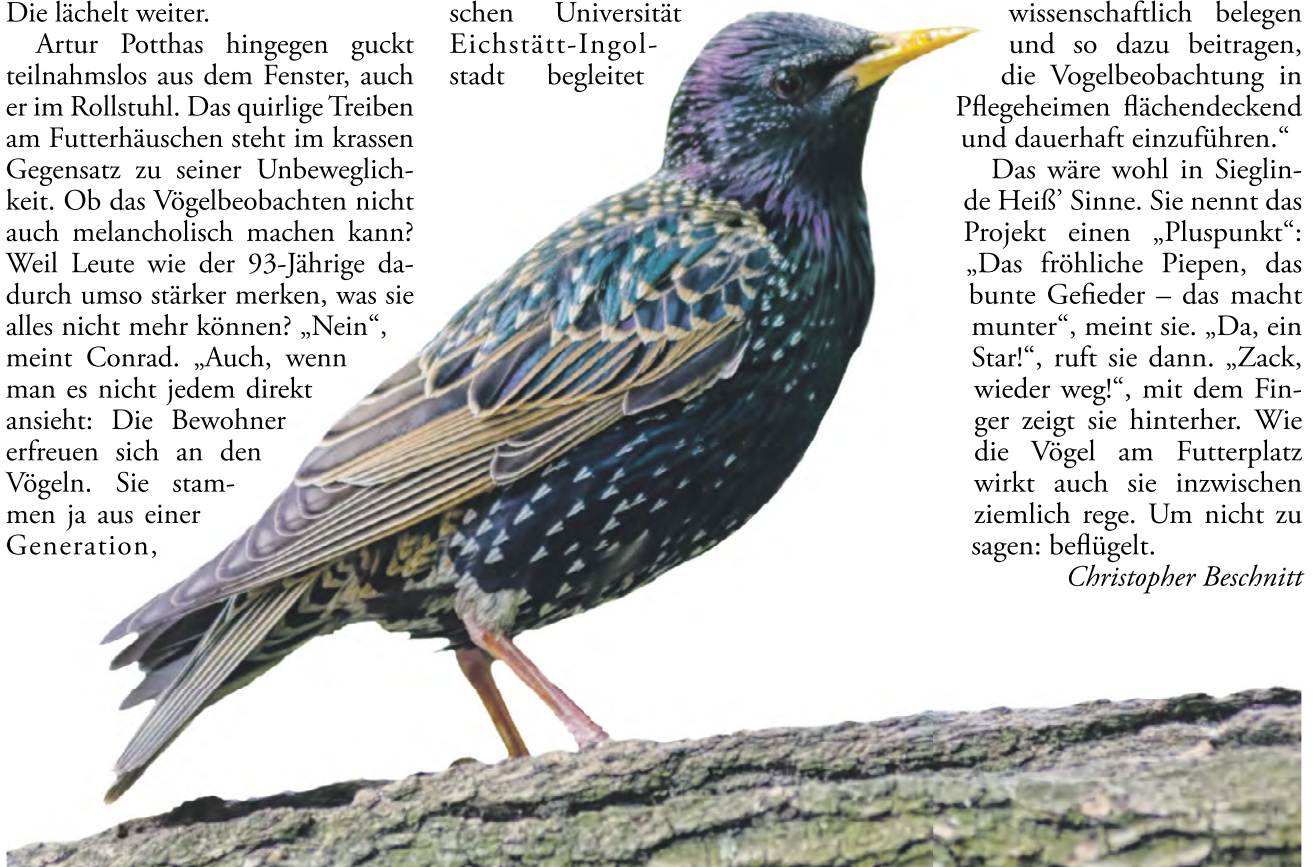 Die lächelt weiter.
Artur Potthas hingegen guckt
teilnahmslos aus dem Fenster, auch
er im Rollstuhl. Das quirlige Treiben
am Futterhäuschen steht im krassen
Gegensatz zu seiner Unbeweglich-
keit. Ob das Vögelbeobachten nicht
auch melancholisch machen kann?
Weil Leute wie der 93-Jährige da-
durch umso stärker merken, was sie
alles nicht mehr können? „Nein“,
meint Conrad. „Auch, wenn
man es nicht jedem direkt
ansieht: Die Bewohner
erfreuen sich an den
Vögeln. Sie stam-
men ja aus einer
Generation,
schen Universität
Eichstätt-Ingol-
stadt begleitet
wissenschaftlich belegen
und so dazu beitragen,
die Vogelbeobachtung in
Pflegeheimen flächendeckend
und dauerhaft einzuführen.“
Das wäre wohl in Sieglin-
de Heiß’ Sinne. Sie nennt das
Projekt einen „Pluspunkt“:
„Das fröhliche Piepen, das
bunte Gefieder – das macht
munter“, meint sie. „Da, ein
Star!“, ruft sie dann. „Zack,
wieder weg!“, mit dem Fin-
ger zeigt sie hinterher. Wie
die Vögel am Futterplatz
wirkt auch sie inzwischen
ziemlich rege. Um nicht zu
sagen: beflügelt.
Christopher Beschnitt